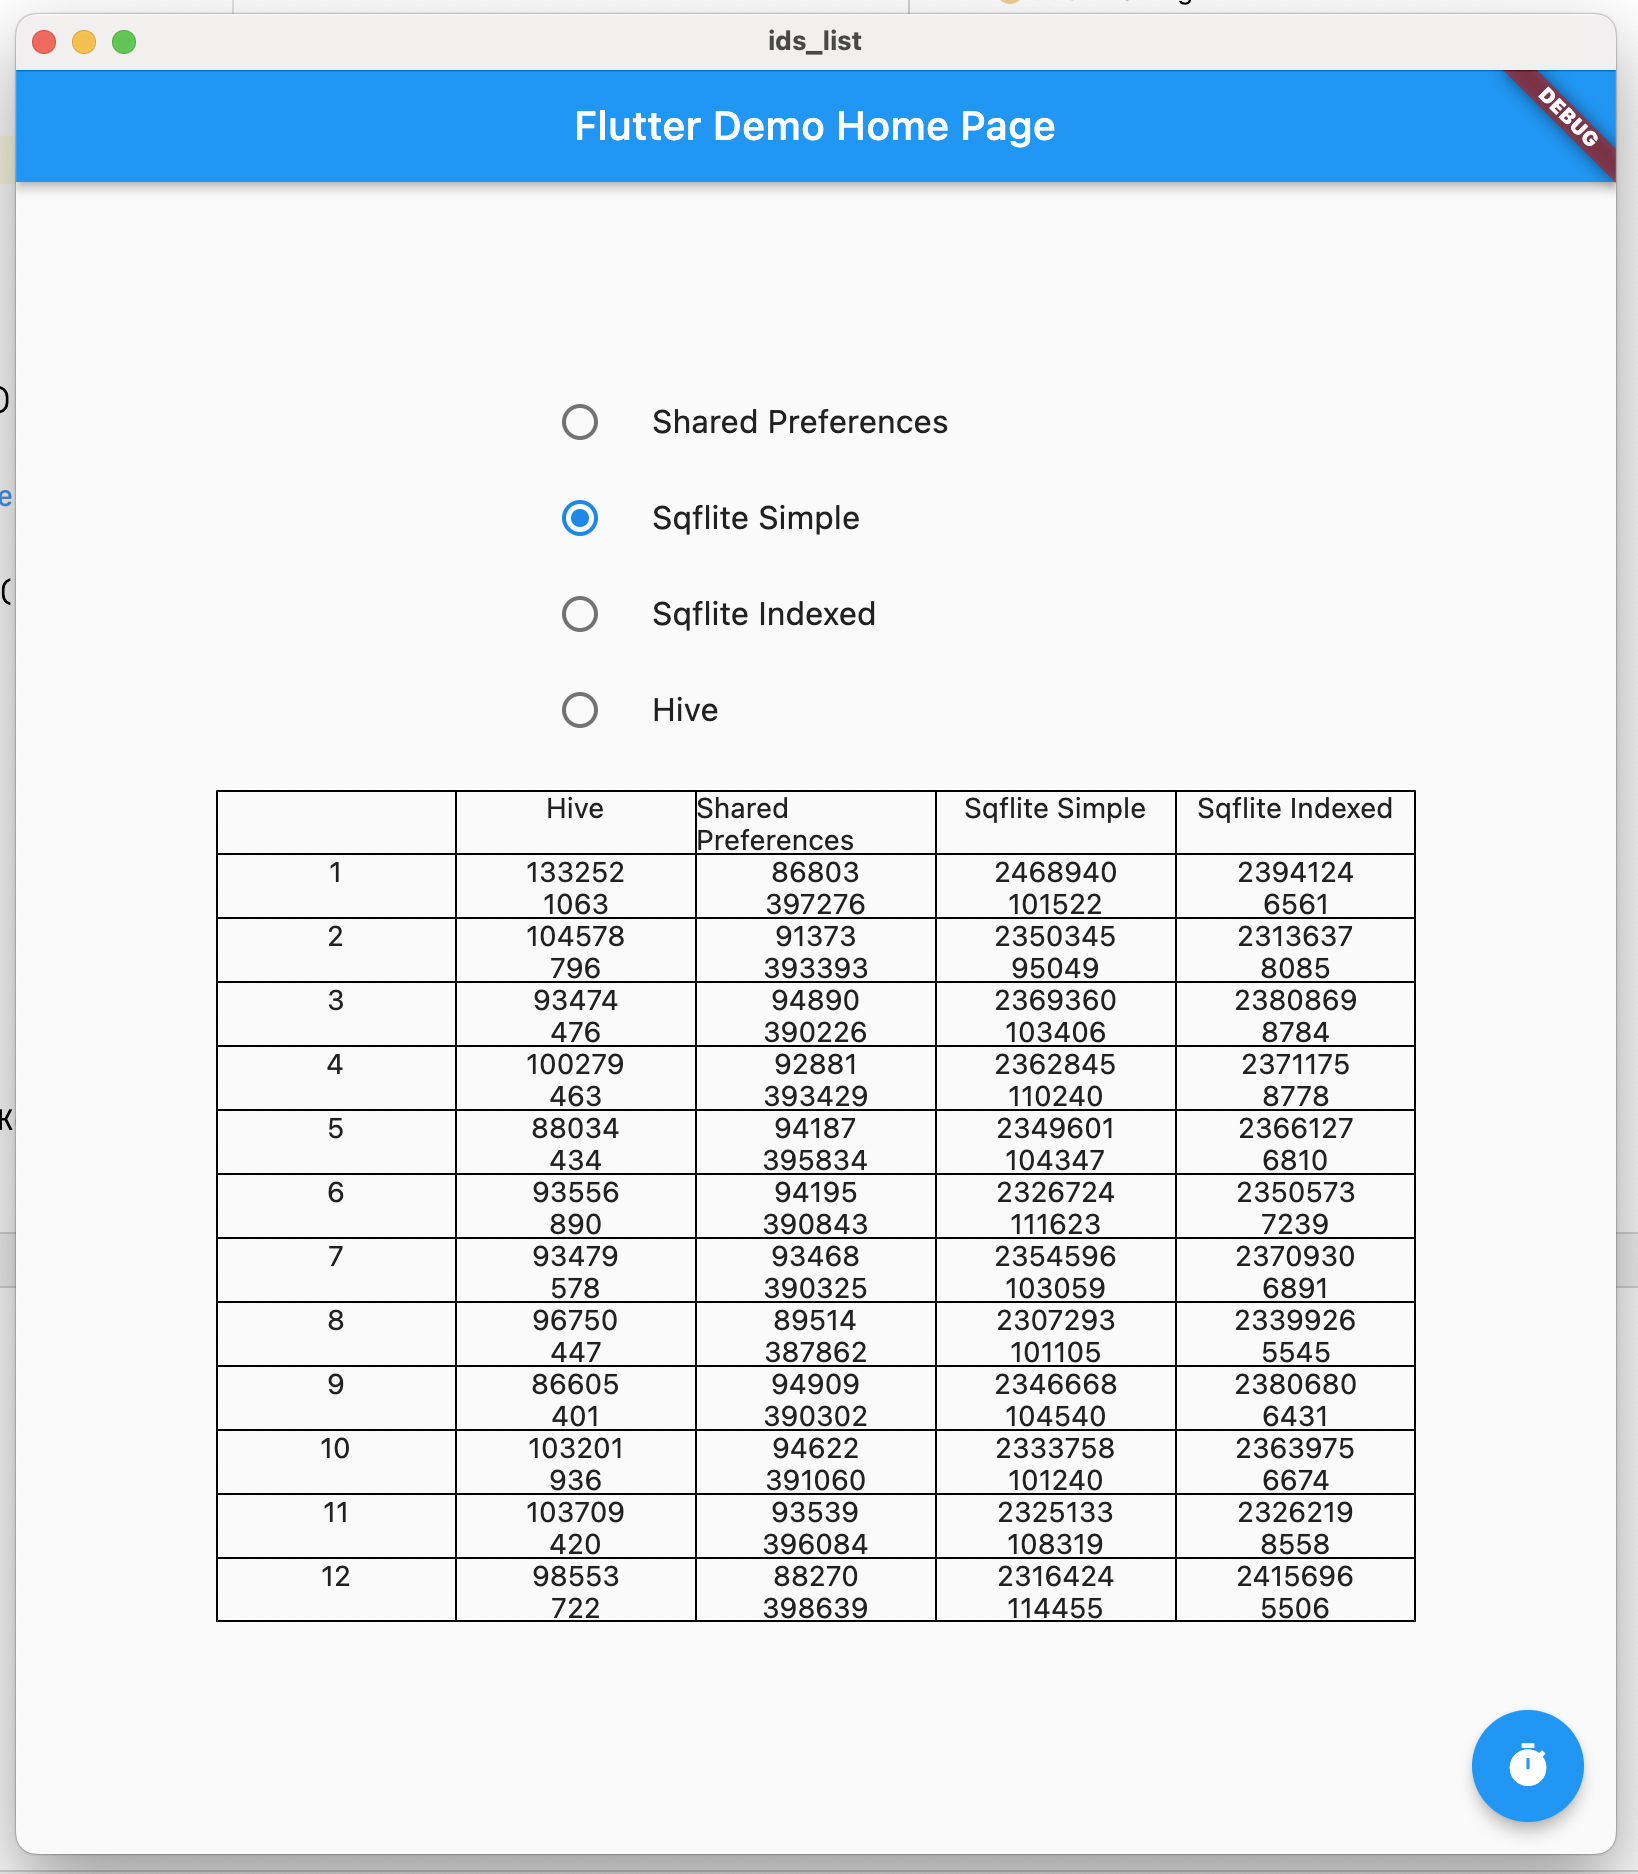 ids_list
Flutter Demo Home Page
DEBUG
Shared Preferences
Sqflite Simple
Sqflite Indexed
Hive
Hive Shared Preferences Sqflite Simple Sqflite Indexed
1 133252 86803 2468940 2394124
1063 397276 101522 6561
2 104578 91373 2350345 2313637
796 393393 95049 8085
3 93474 94890 2369360 2380869
476 390226 103406 8784
4 100279 92881 2362845 2371175
463 393429 110240 8778
5 88034 94187 2349601 2366127
434 395834 104347 6810
6 93556 94195 2326724 2350573
890 390843 111623 7239
7 93479 93468 2354596 2370930
578 390325 103059 6891
8 96750 89514 2307293 2339926
447 387862 101105 5545
9 86605 94909 2346668 2380680
401 390302 104540 6431
10 103201 94622 2333758 2363975
936 391060 101240 6674
11 103709 93539 2325133 2326219
420 396084 108319 8558
12 98553 88270 2316424 2415696
722 398639 114455 5506